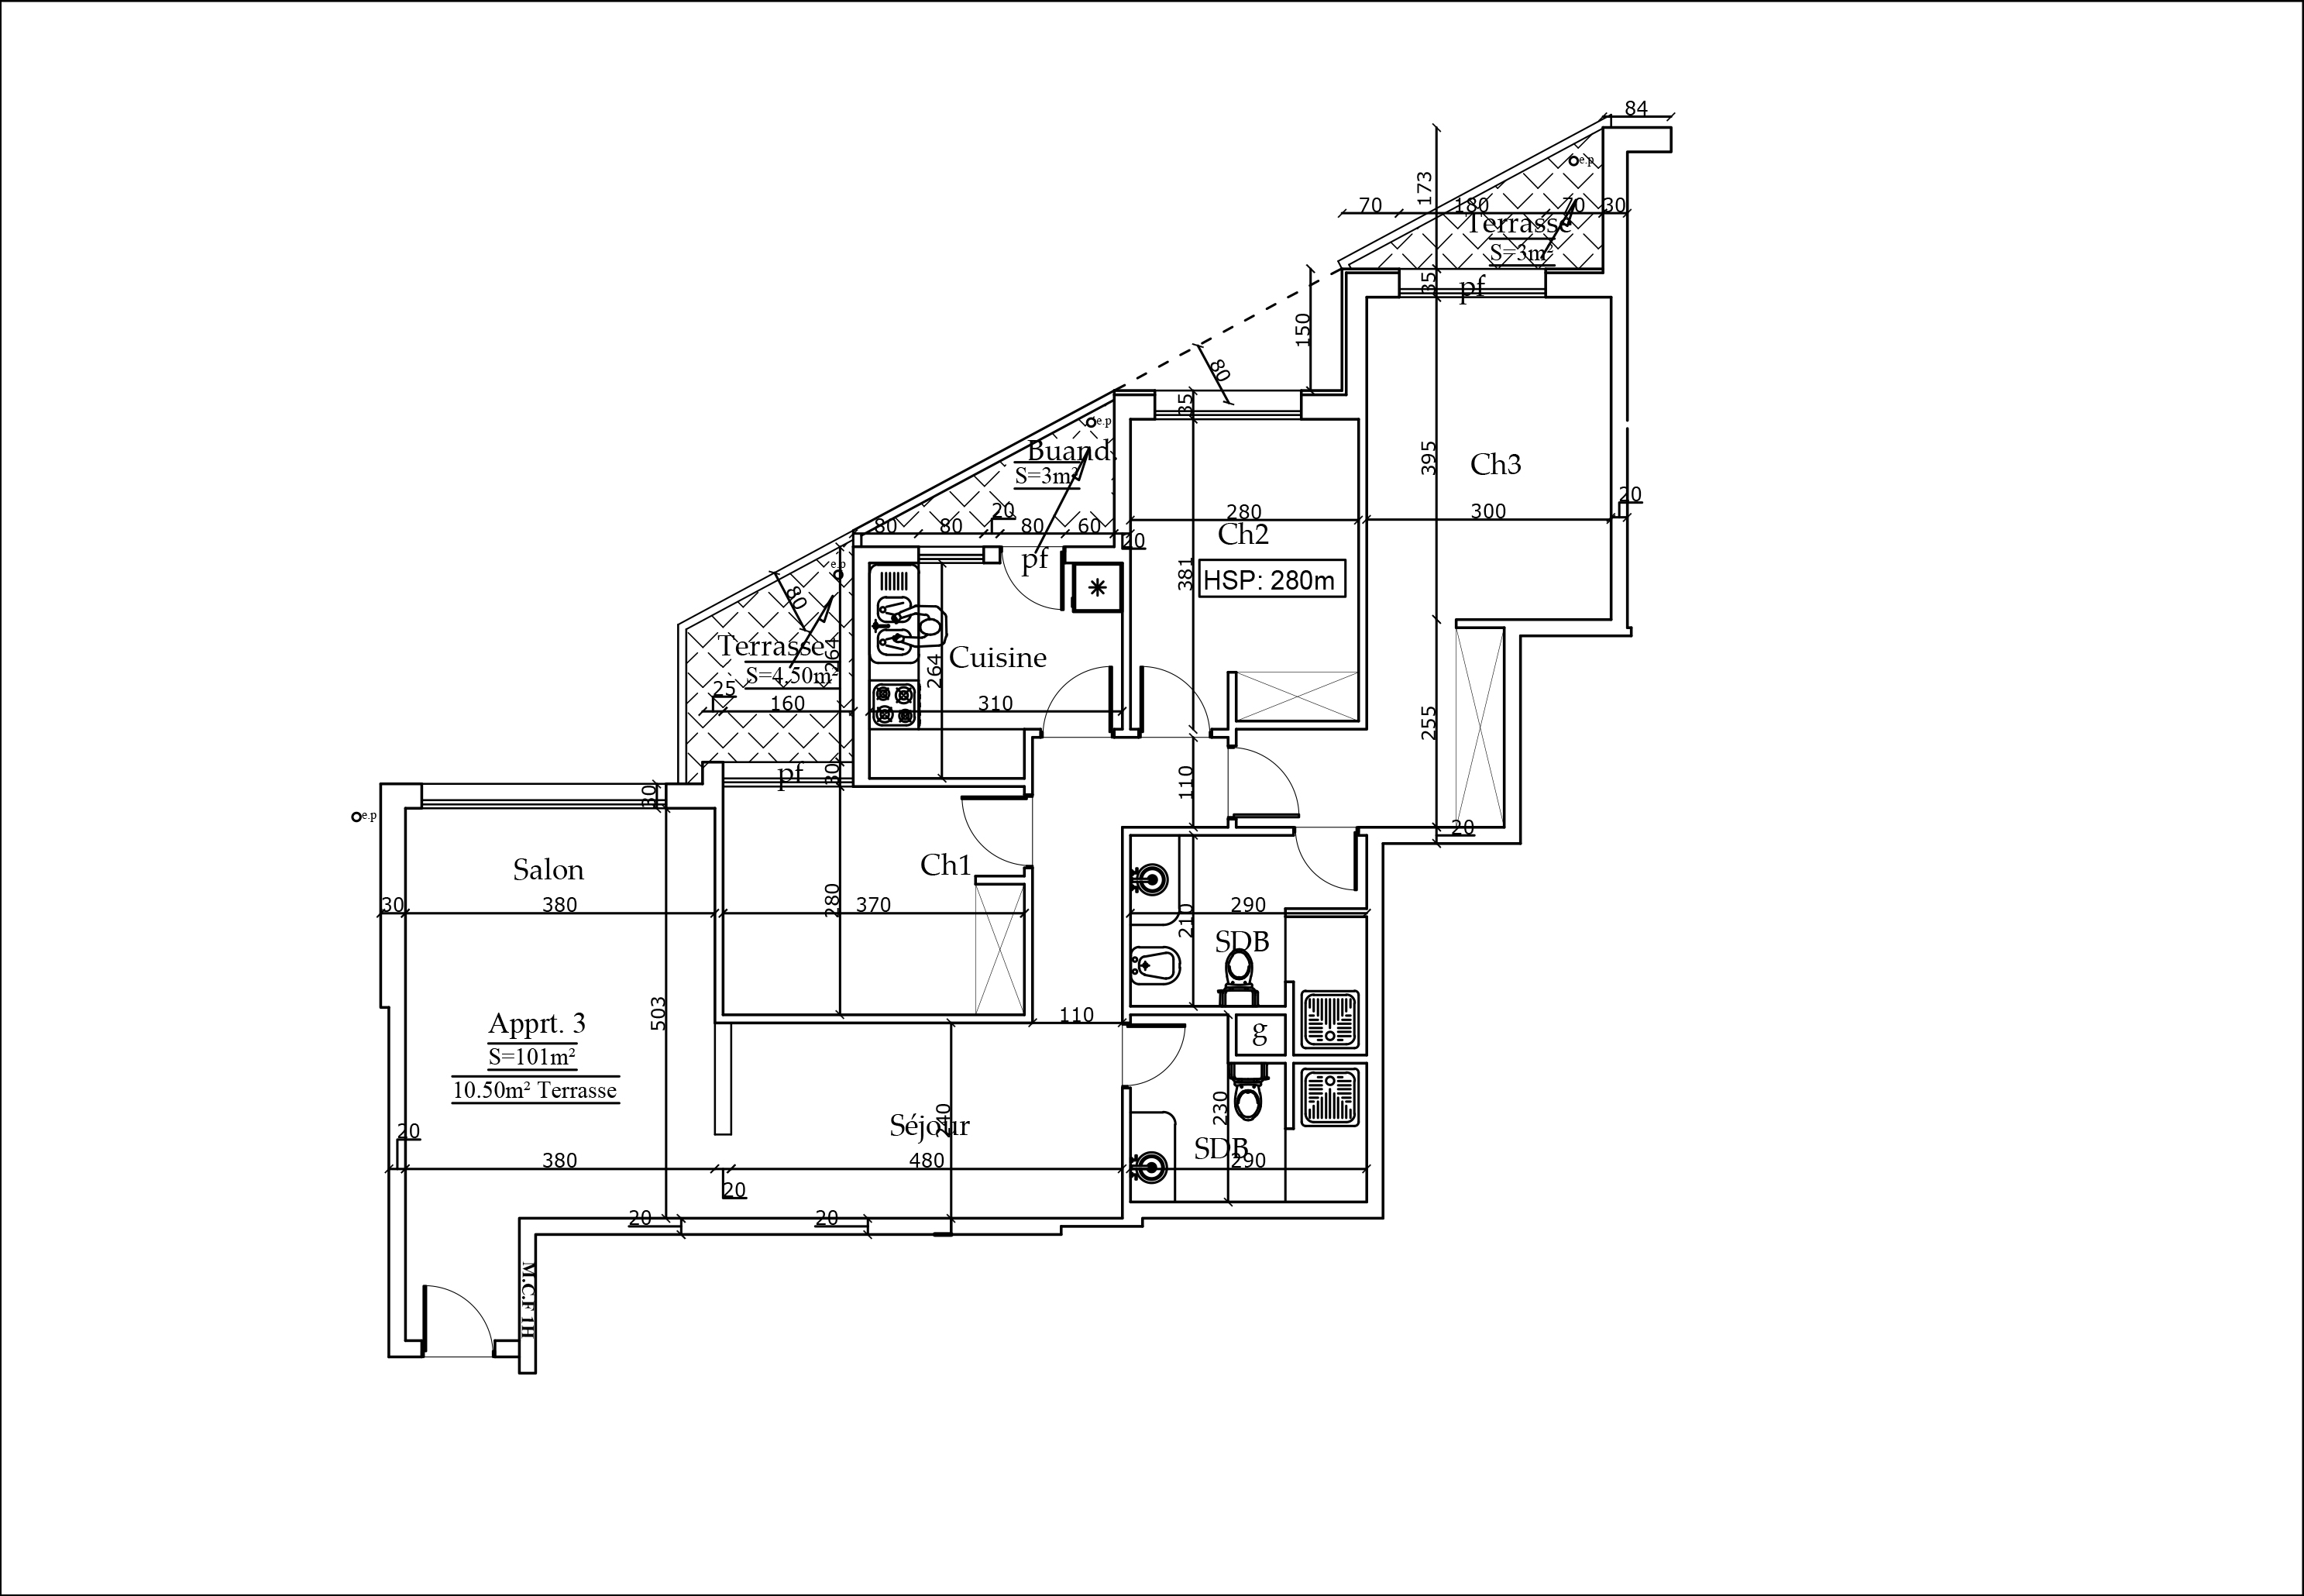 84
e.p
173
70 180 70 30
Terrasse
S=3m²
35
pf
150
80
35
e.p
Buand.
S=3m²
395
Ch3
20
80 80 20 80 60
20
280
300
Ch2
pf
e.p
381
HSP: 280m
80
Terrasse
S=4.50m²
264
264
Cuisine
25
160
310
255
pf
30
30
110
e.p
20
Salon
Ch1
30 380
280
370
210
290
SDB
503
110
Apprt. 3
S=101m²
10.50m² Terrasse
g
240
Séjour
230
20
SDB
380
480
290
20
20
20
M.C.F 1H